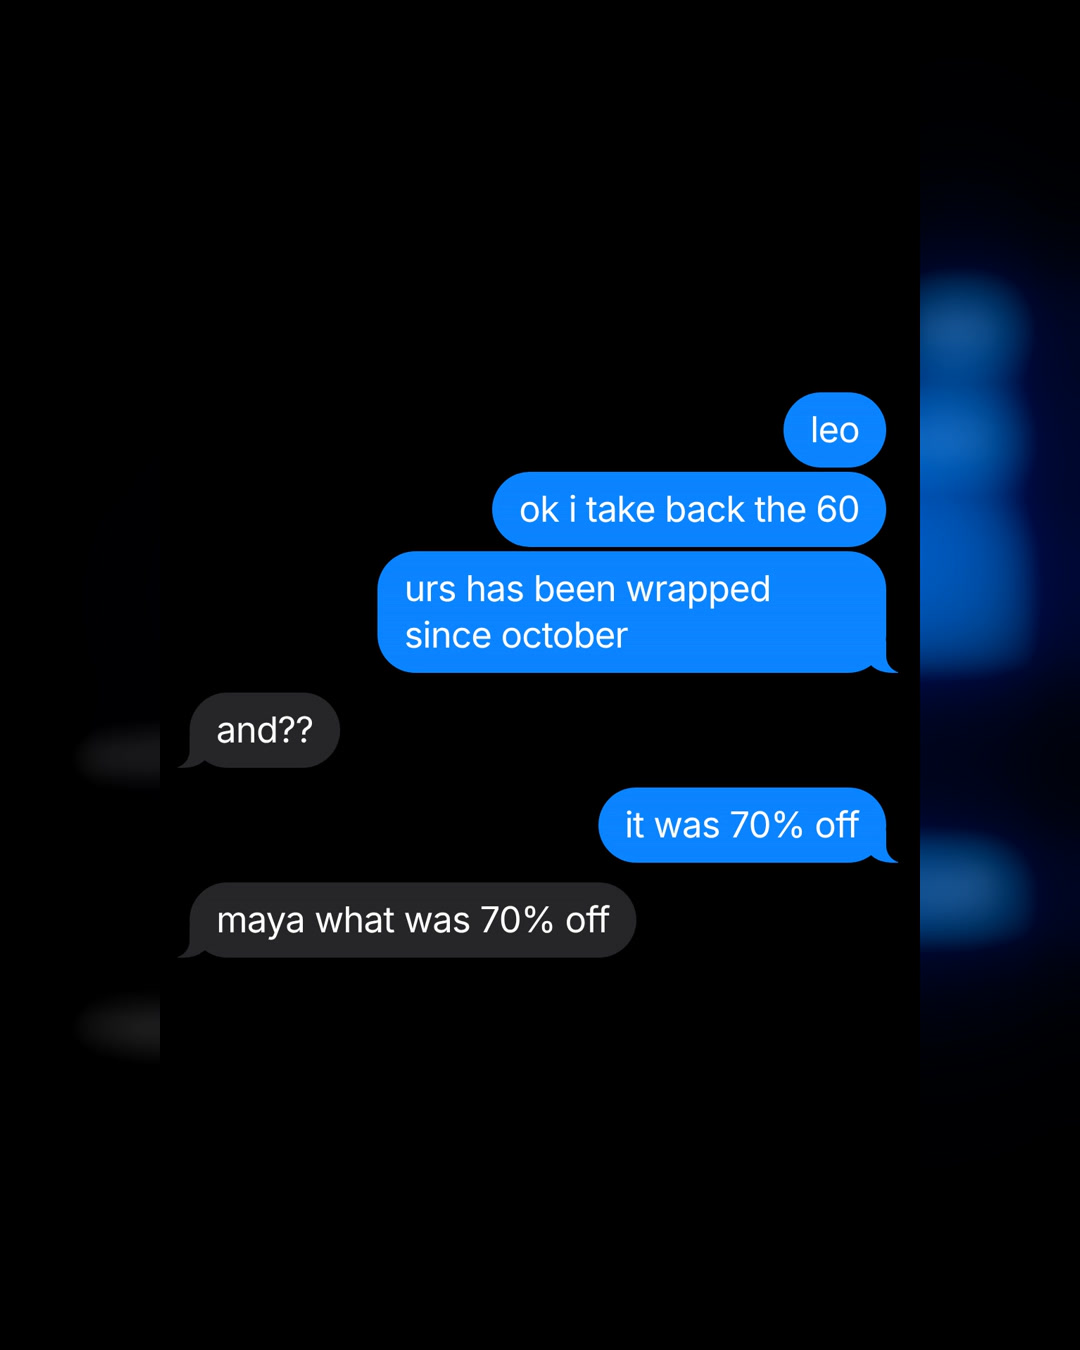 leo
ok i take back the 60
urs has been wrapped
since october
and??
it was 70% off
maya what was 70% off